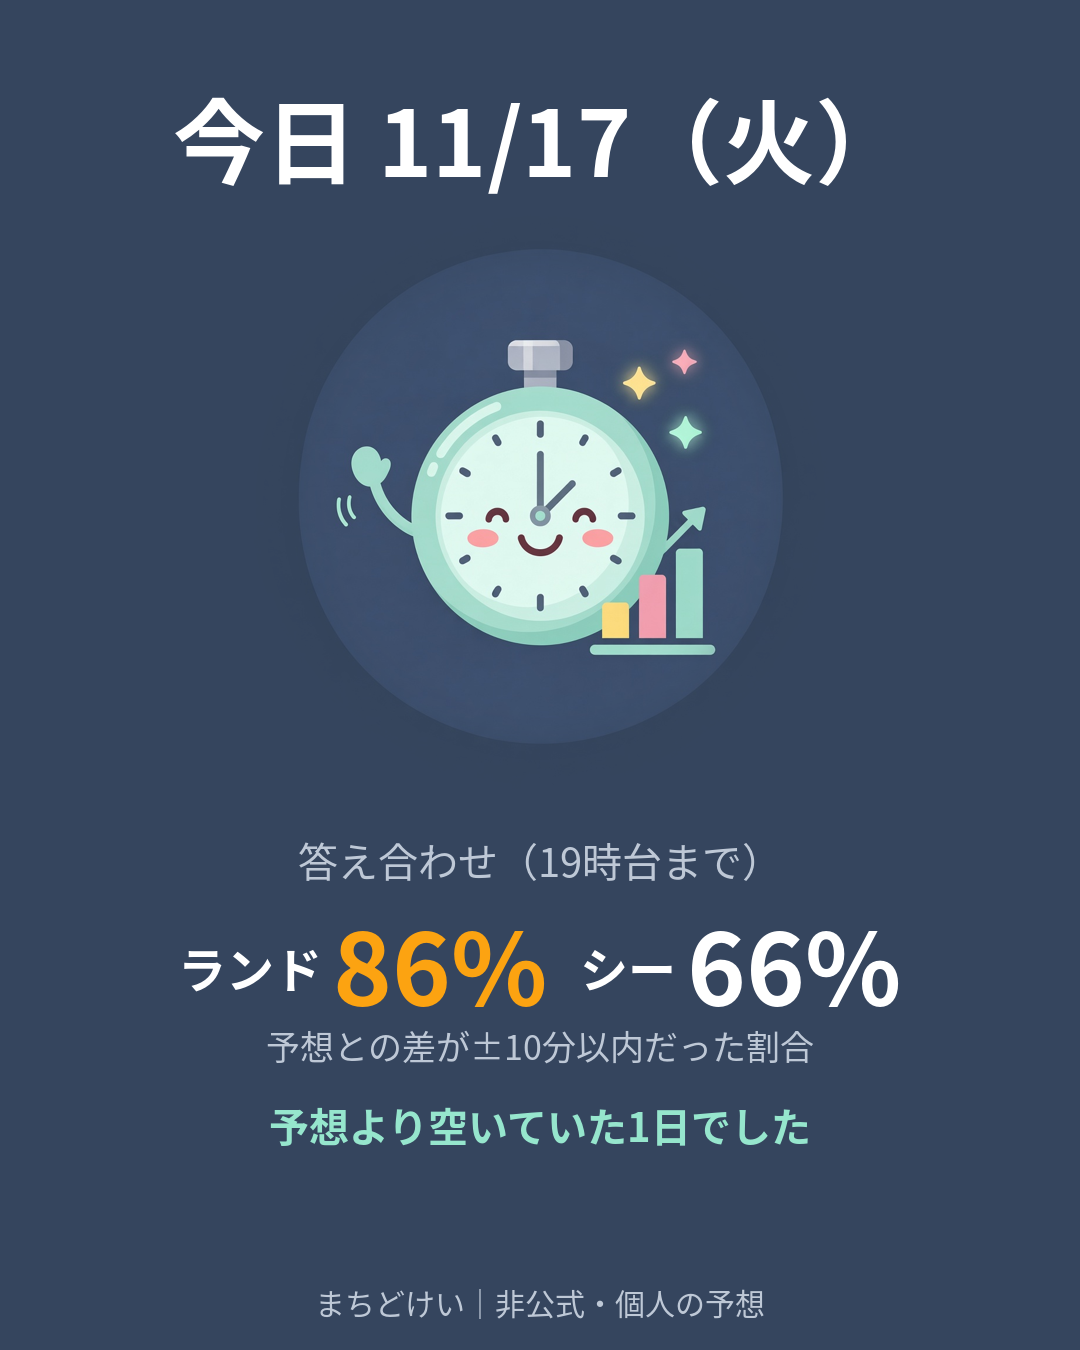 今日 11/17（火）
答え合わせ（19時台まで）
ランド 86% シー 66%
予想との差が±10分以内だった割合
予想より空いていた1日でした
まちどけい｜非公式・個人の予想